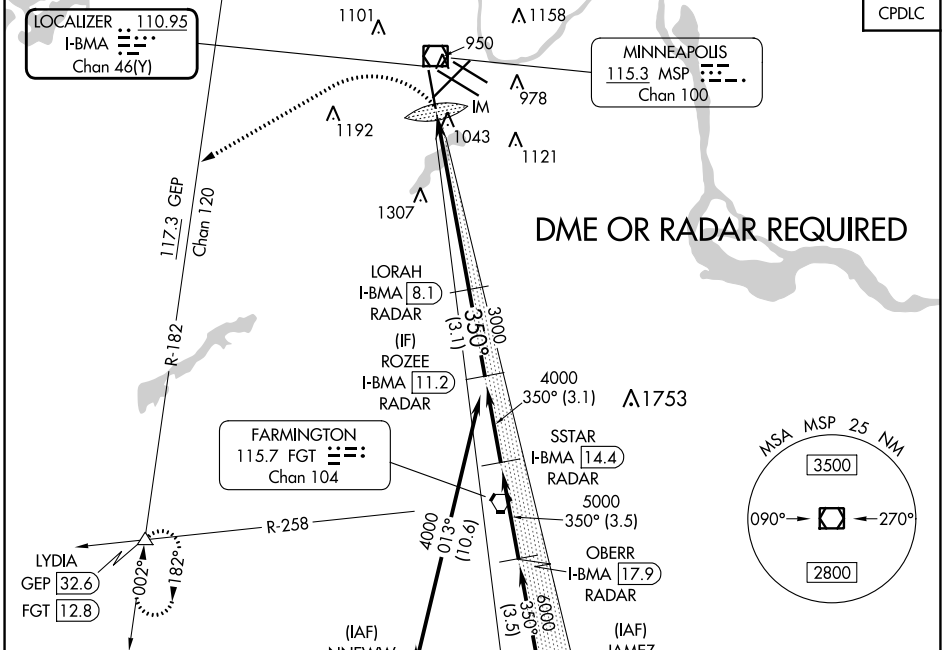 LOCALIZER 110.95
I-BMA
Chan 46(Y)
1101
1158
CPDLC
950
MINNEAPOLIS
115.3 MSP
Chan 100
978
IM
1192
1043
1121
1307
117.3 GEP
Chan 120
DME OR RADAR REQUIRED
LORAH
I-BMA 8.1
RADAR
350°
(3.1)
3000
(IF)
ROZEE
I-BMA 11.2
RADAR
R-182
4000
350° (3.1)
1753
FARMINGTON
115.7 FGT
Chan 104
SSTAR
I-BMA 14.4
RADAR
MSA MSP 25 NM
3500
090°
270°
2800
5000
350° (3.5)
R-258
4000
013°
(10.6)
OBERR
I-BMA 17.9
RADAR
LYDIA
GEP 32.6
FGT 12.8
002°
182°
6000
350°
(3.5)
(IAF)
(IAF)